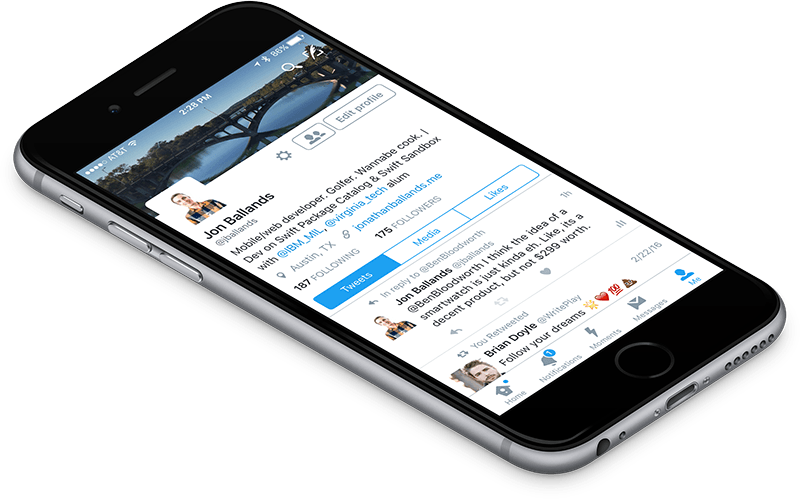 AT&T 2:28 PM 86%
Edit profile
Jon Ballands
@jballands
Mobile/web developer. Golfer. Wannabe cook. I
Dev on Swift Package Catalog & Swift Sandbox
with @IBM_MIL, @virginia_tech alum
Austin, TX jonathanballands.me
187 FOLLOWING 175 FOLLOWERS
Tweets Media Likes
In reply to @BenBloodworth
Jon Ballands @jballands 1h
@BenBloodworth I think the idea of a
smartwatch is just kinda eh. Like, its a
decent product, but not $299 worth.
You Retweeted
Brian Doyle @WritePlay 2/22/16
Follow your dreams 🌟❤️💯💩
1
Home Notifications Moments Messages Me